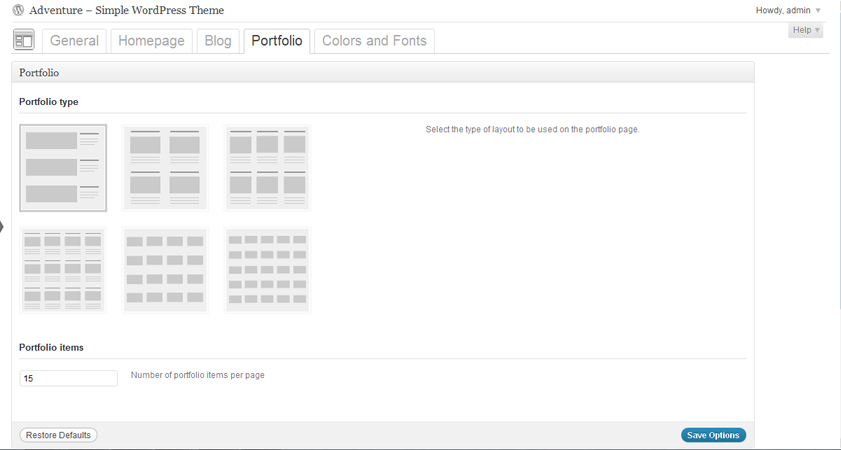 Adventure – Simple WordPress Theme
Howdy, admin
Help
General
Homepage
Blog
Portfolio
Colors and Fonts
Portfolio
Portfolio type
Select the type of layout to be used on the portfolio page.
Portfolio items
15
Number of portfolio items per page
Restore Defaults
Save Options